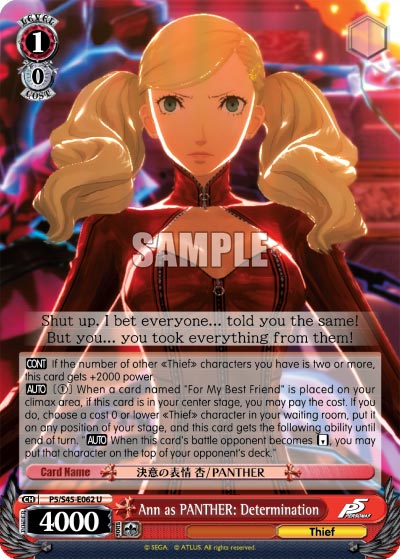 LEVEL
1
0
COST
SAMPLE
Shut up. I bet everyone... told you the same!
But you... you took everything from them!
CONT If the number of other «Thief» characters you have is two or more,
this card gets +2000 power.
AUTO [(1)] When a card named "For My Best Friend" is placed on your
climax area, if this card is in your center stage, you may pay the cost. If you
do, choose a cost 0 or lower «Thief» character in your waiting room, put it
on any position of your stage, and this card gets the following ability until
end of turn. "AUTO When this card's battle opponent becomes , you may
put that character on the top of your opponent's deck."
Card Name 決意の表情 杏/PANTHER
CH P5/S45-E062 U
4000
Ann as PANTHER: Determination
P5
PERSONA5
Thief
© SEGA. © ATLUS. All rights reserved.